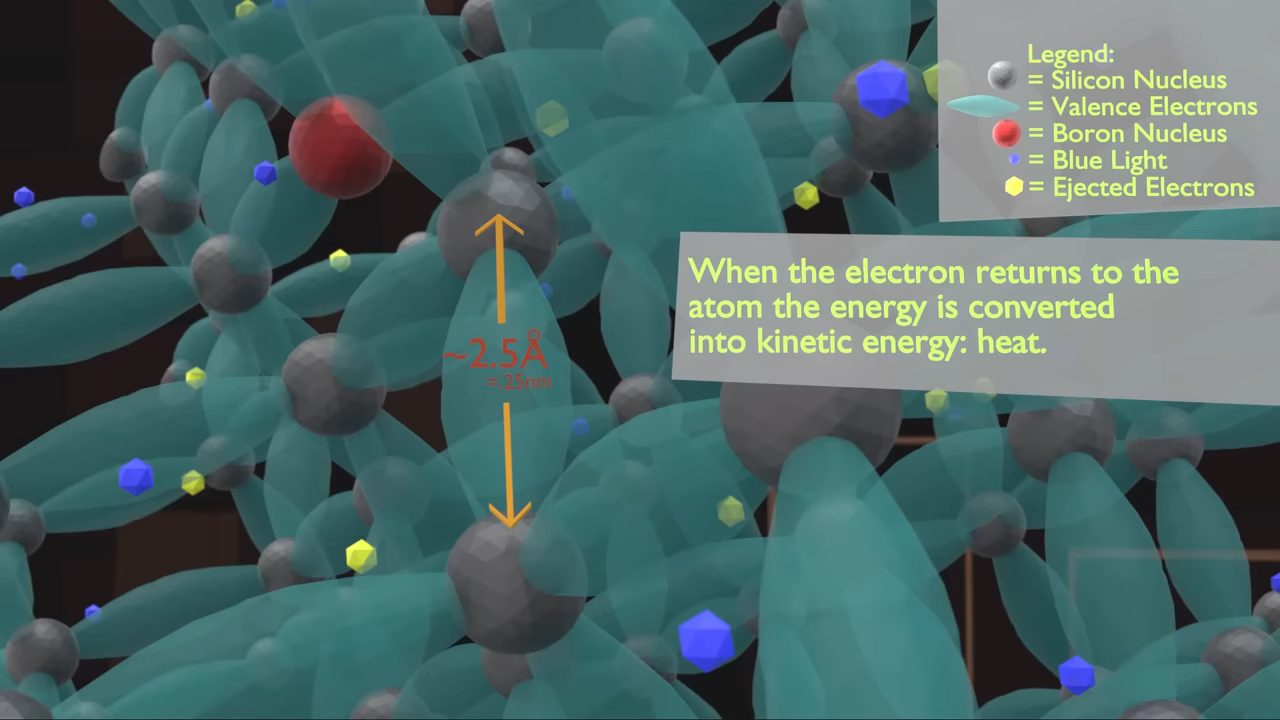 Legend:
= Silicon Nucleus
= Valence Electrons
= Boron Nucleus
= Blue Light
= Ejected Electrons
When the electron returns to the
atom the energy is converted
into kinetic energy: heat.
~2.5Å
= 25nm